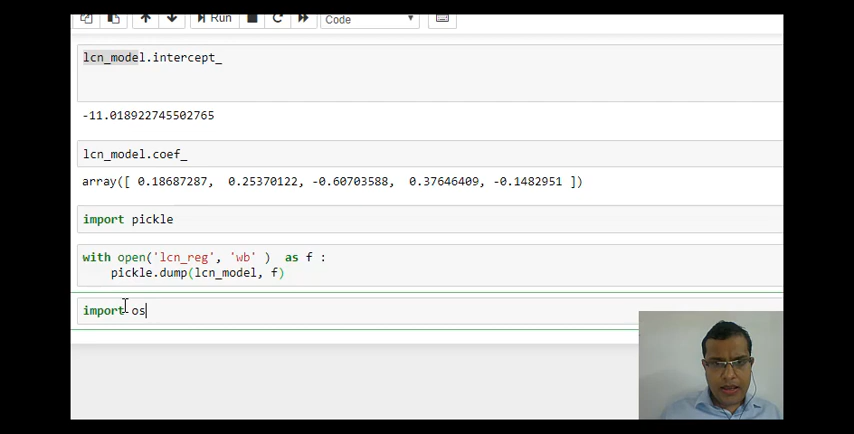 Run
Code
lcn_model.intercept_
-11.018922745502765
lcn_model.coef_
array([ 0.18687287,  0.25370122, -0.60703588,  0.37646409, -0.1482951 ])
import pickle
with open('lcn_reg', 'wb' )  as f :
    pickle.dump(lcn_model, f)
import os